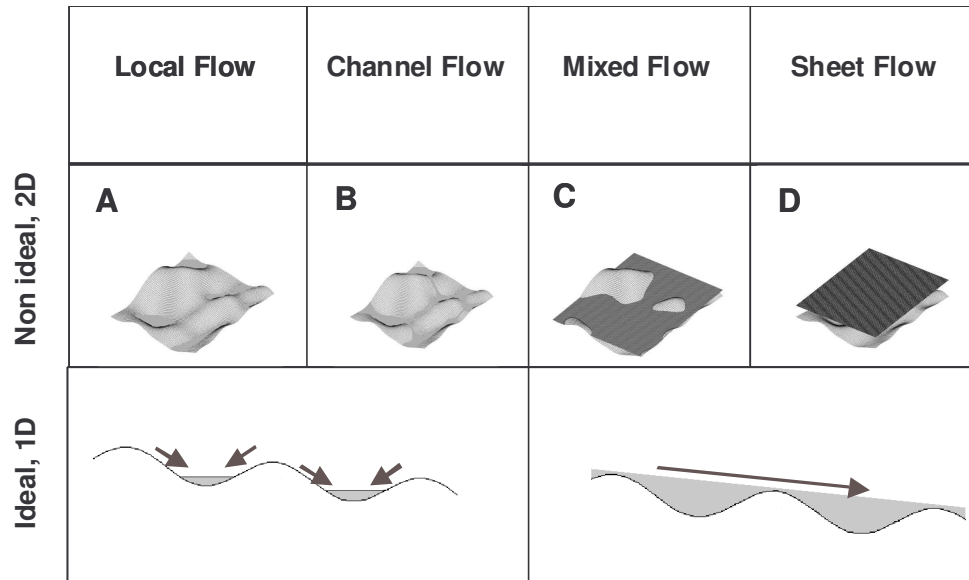 Local Flow
Channel Flow
Mixed Flow
Sheet Flow
Non ideal, 2D
A
B
C
D
Ideal, 1D